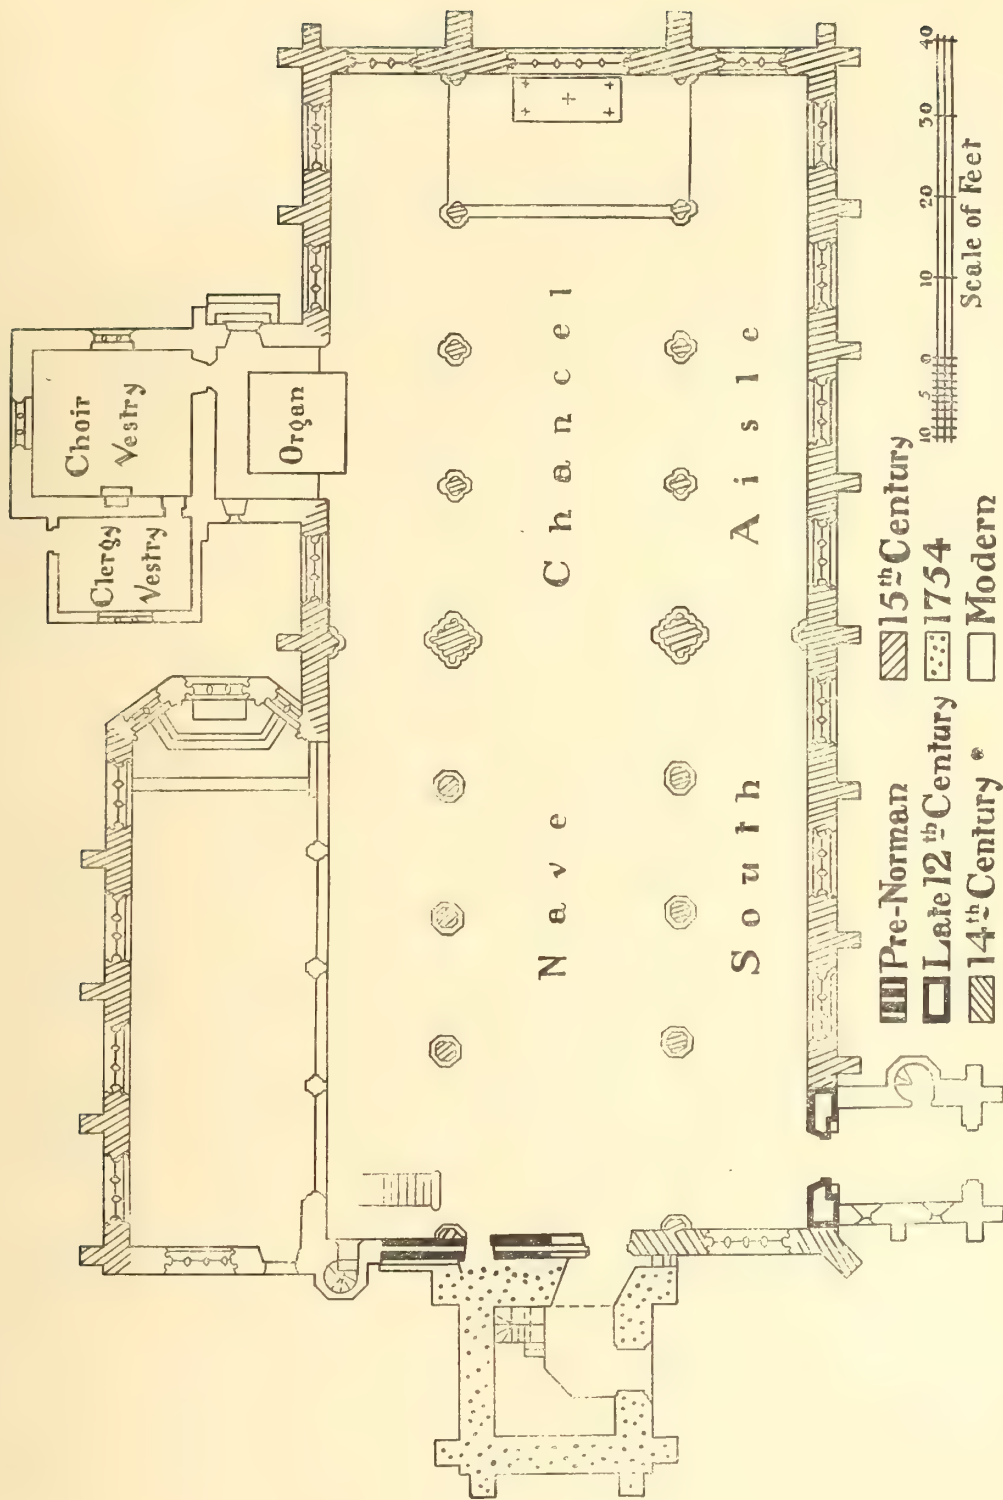 Choir
Vestry
Clergy
Vestry
Organ
Chancel
Nave
South Aisle
Pre-Norman
Late 12th Century
14th Century *
15th Century
1754
Modern
10 5 0 10 20 30 40
Scale of Feet